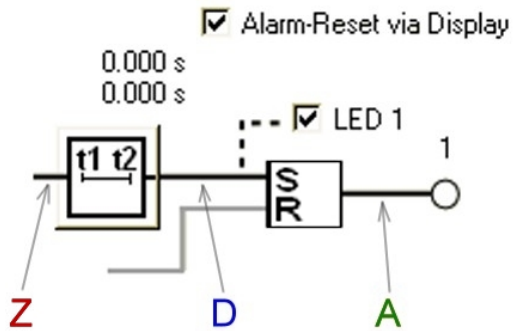 Alarm-Reset via Display
0.000 s
0.000 s
LED 1
1
t1 t2
S
R
Z
D
A